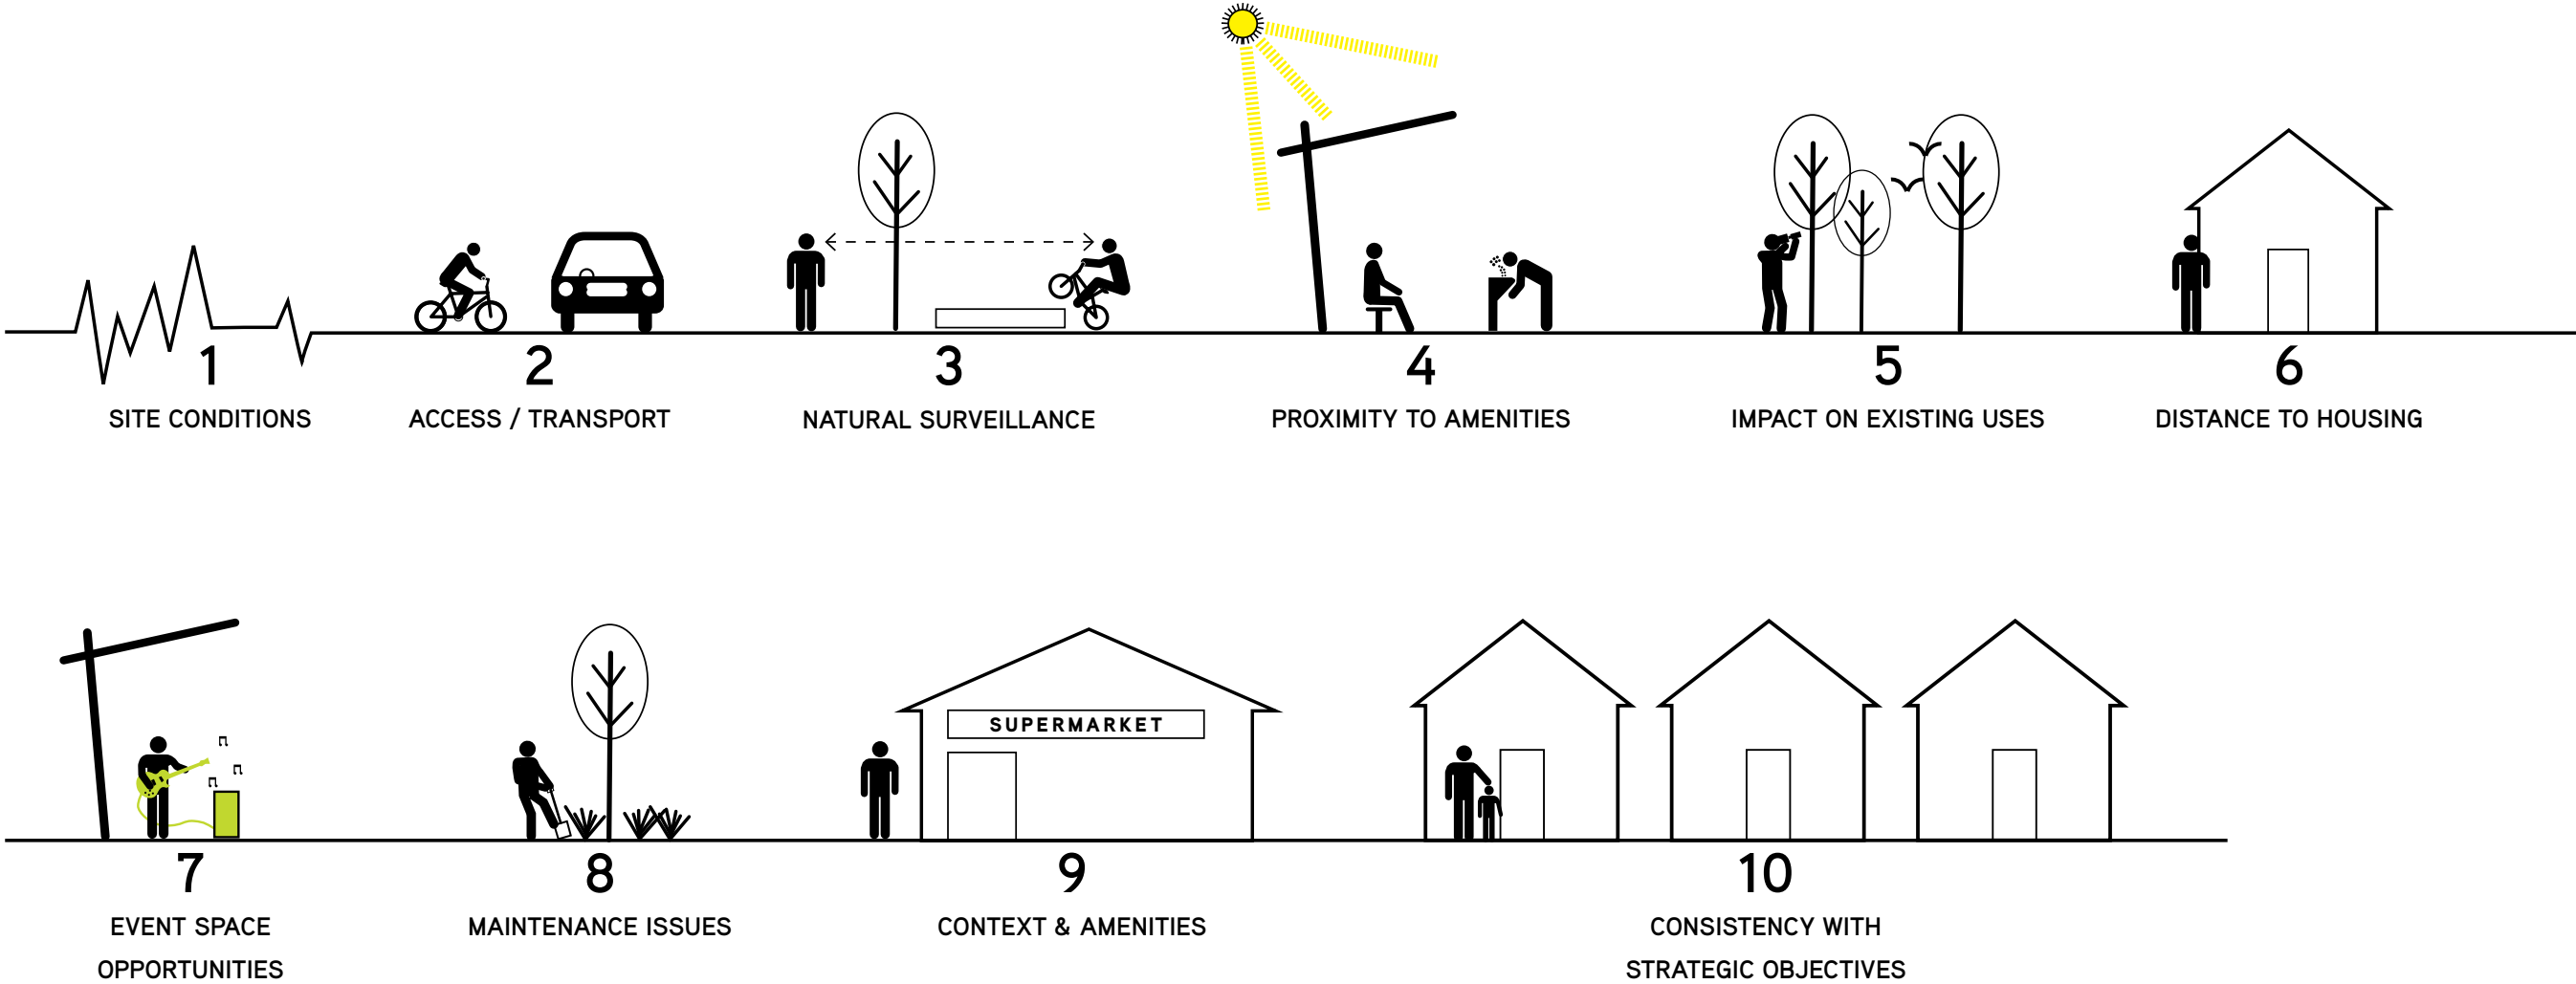 1
SITE CONDITIONS
2
ACCESS / TRANSPORT
3
NATURAL SURVEILLANCE
4
PROXIMITY TO AMENITIES
5
IMPACT ON EXISTING USES
6
DISTANCE TO HOUSING
7
EVENT SPACE
OPPORTUNITIES
8
MAINTENANCE ISSUES
SUPERMARKET
9
CONTEXT & AMENITIES
10
CONSISTENCY WITH
STRATEGIC OBJECTIVES